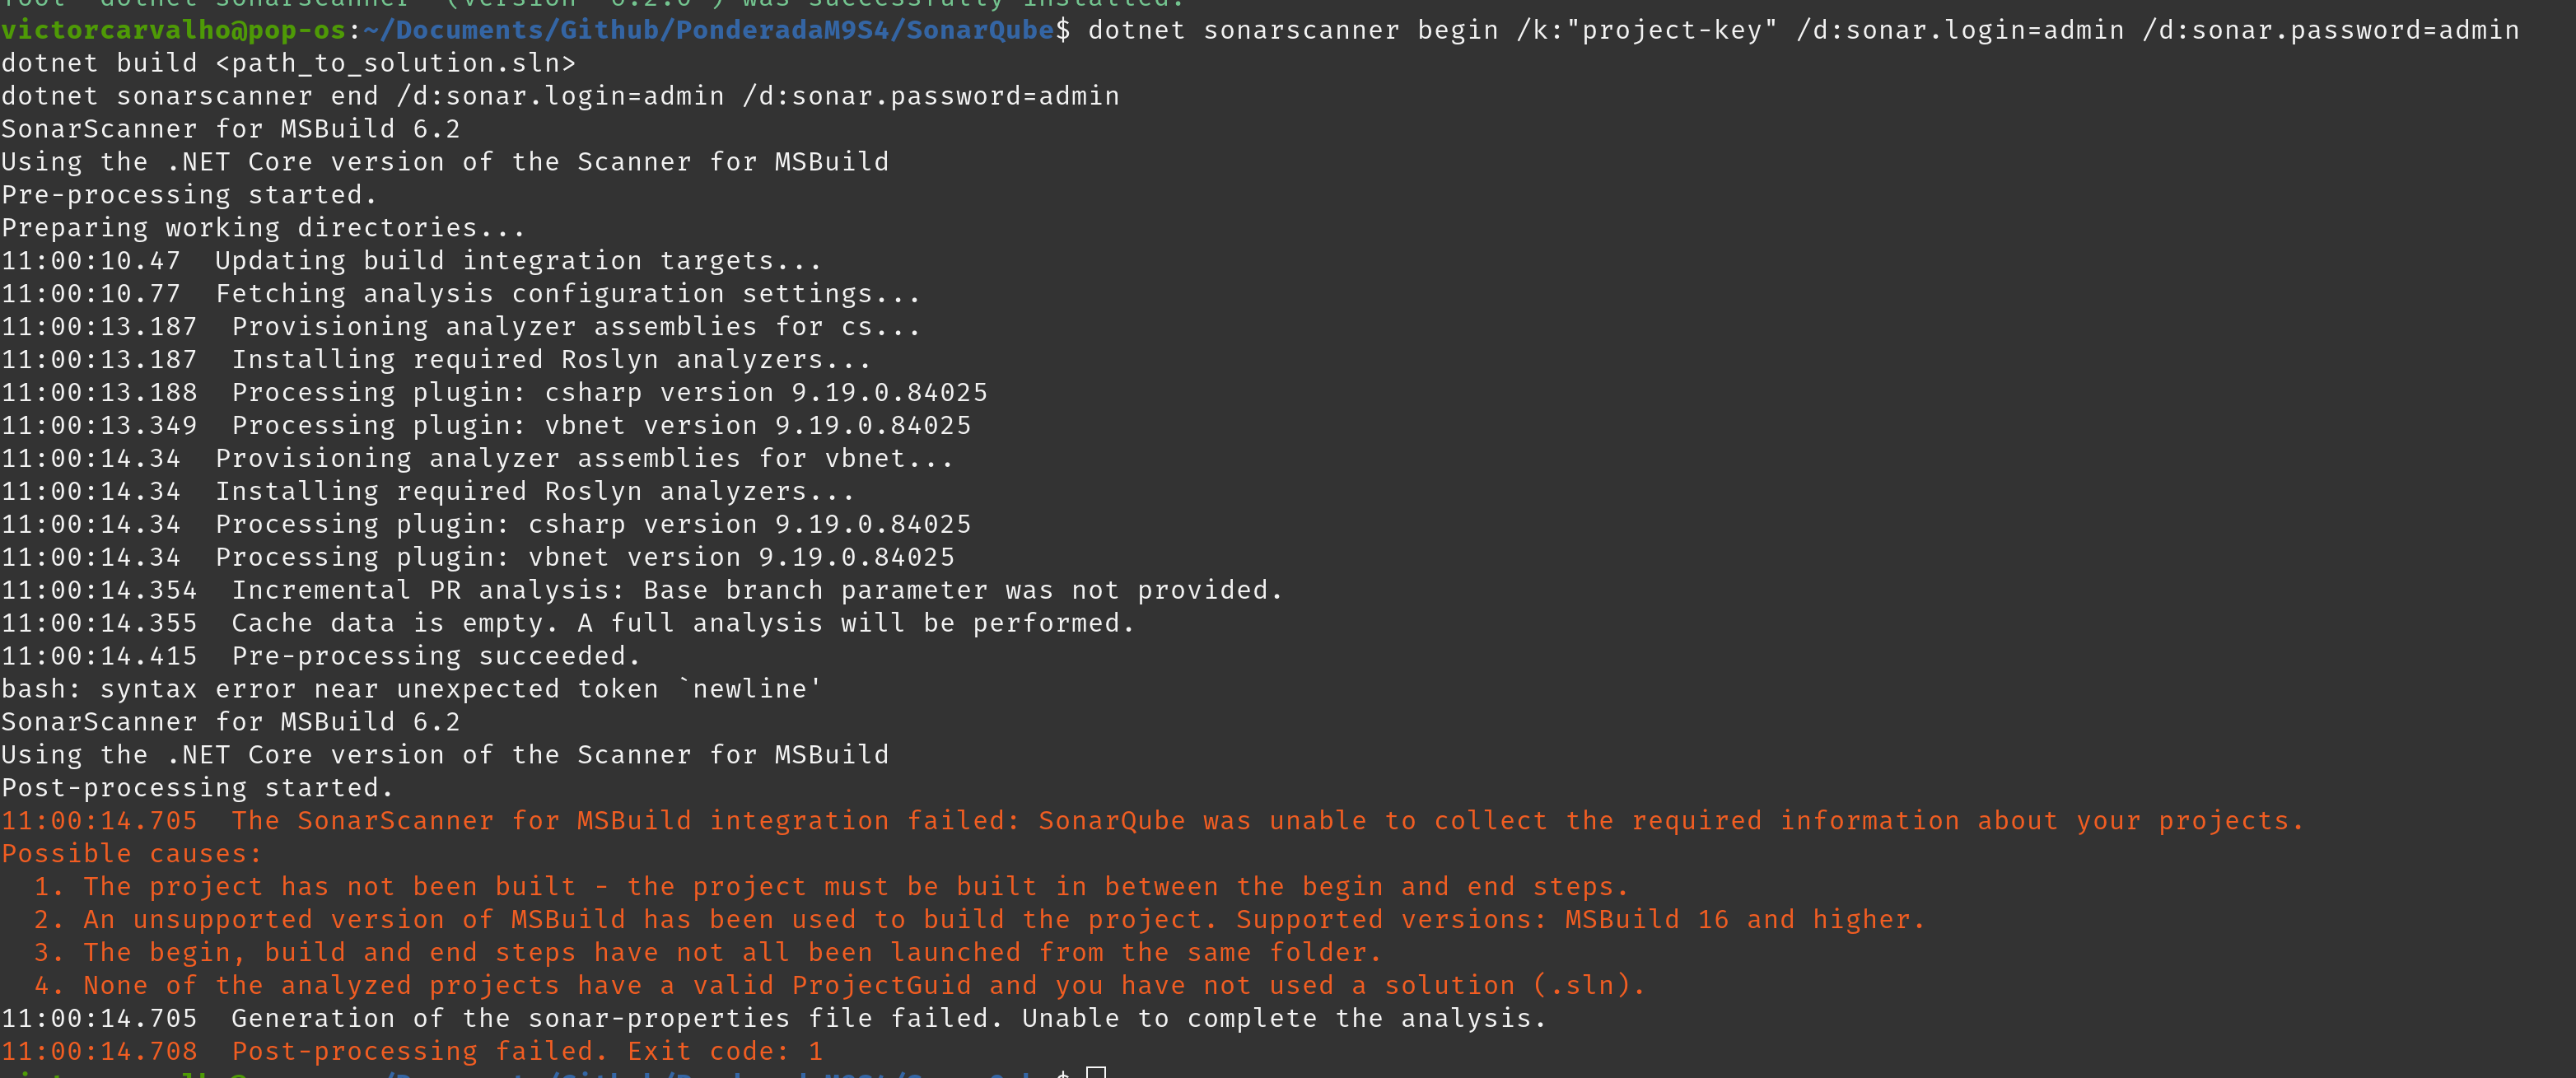 tool 'dotnet-sonarscanner' (version '6.2.0') was successfully installed.
victorcarvalho@pop-os:~/Documents/Github/PonderadaM9S4/SonarQube$ dotnet sonarscanner begin /k:"project-key" /d:sonar.login=admin /d:sonar.password=admin
dotnet build <path_to_solution.sln>
dotnet sonarscanner end /d:sonar.login=admin /d:sonar.password=admin
SonarScanner for MSBuild 6.2
Using the .NET Core version of the Scanner for MSBuild
Pre-processing started.
Preparing working directories...
11:00:10.47  Updating build integration targets...
11:00:10.77  Fetching analysis configuration settings...
11:00:13.187  Provisioning analyzer assemblies for cs...
11:00:13.187  Installing required Roslyn analyzers...
11:00:13.188  Processing plugin: csharp version 9.19.0.84025
11:00:13.349  Processing plugin: vbnet version 9.19.0.84025
11:00:14.34  Provisioning analyzer assemblies for vbnet...
11:00:14.34  Installing required Roslyn analyzers...
11:00:14.34  Processing plugin: csharp version 9.19.0.84025
11:00:14.34  Processing plugin: vbnet version 9.19.0.84025
11:00:14.354  Incremental PR analysis: Base branch parameter was not provided.
11:00:14.355  Cache data is empty. A full analysis will be performed.
11:00:14.415  Pre-processing succeeded.
bash: syntax error near unexpected token `newline'
SonarScanner for MSBuild 6.2
Using the .NET Core version of the Scanner for MSBuild
Post-processing started.
11:00:14.705  The SonarScanner for MSBuild integration failed: SonarQube was unable to collect the required information about your projects.
Possible causes:
  1. The project has not been built - the project must be built in between the begin and end steps.
  2. An unsupported version of MSBuild has been used to build the project. Supported versions: MSBuild 16 and higher.
  3. The begin, build and end steps have not all been launched from the same folder.
  4. None of the analyzed projects have a valid ProjectGuid and you have not used a solution (.sln).
11:00:14.705  Generation of the sonar-properties file failed. Unable to complete the analysis.
11:00:14.708  Post-processing failed. Exit code: 1